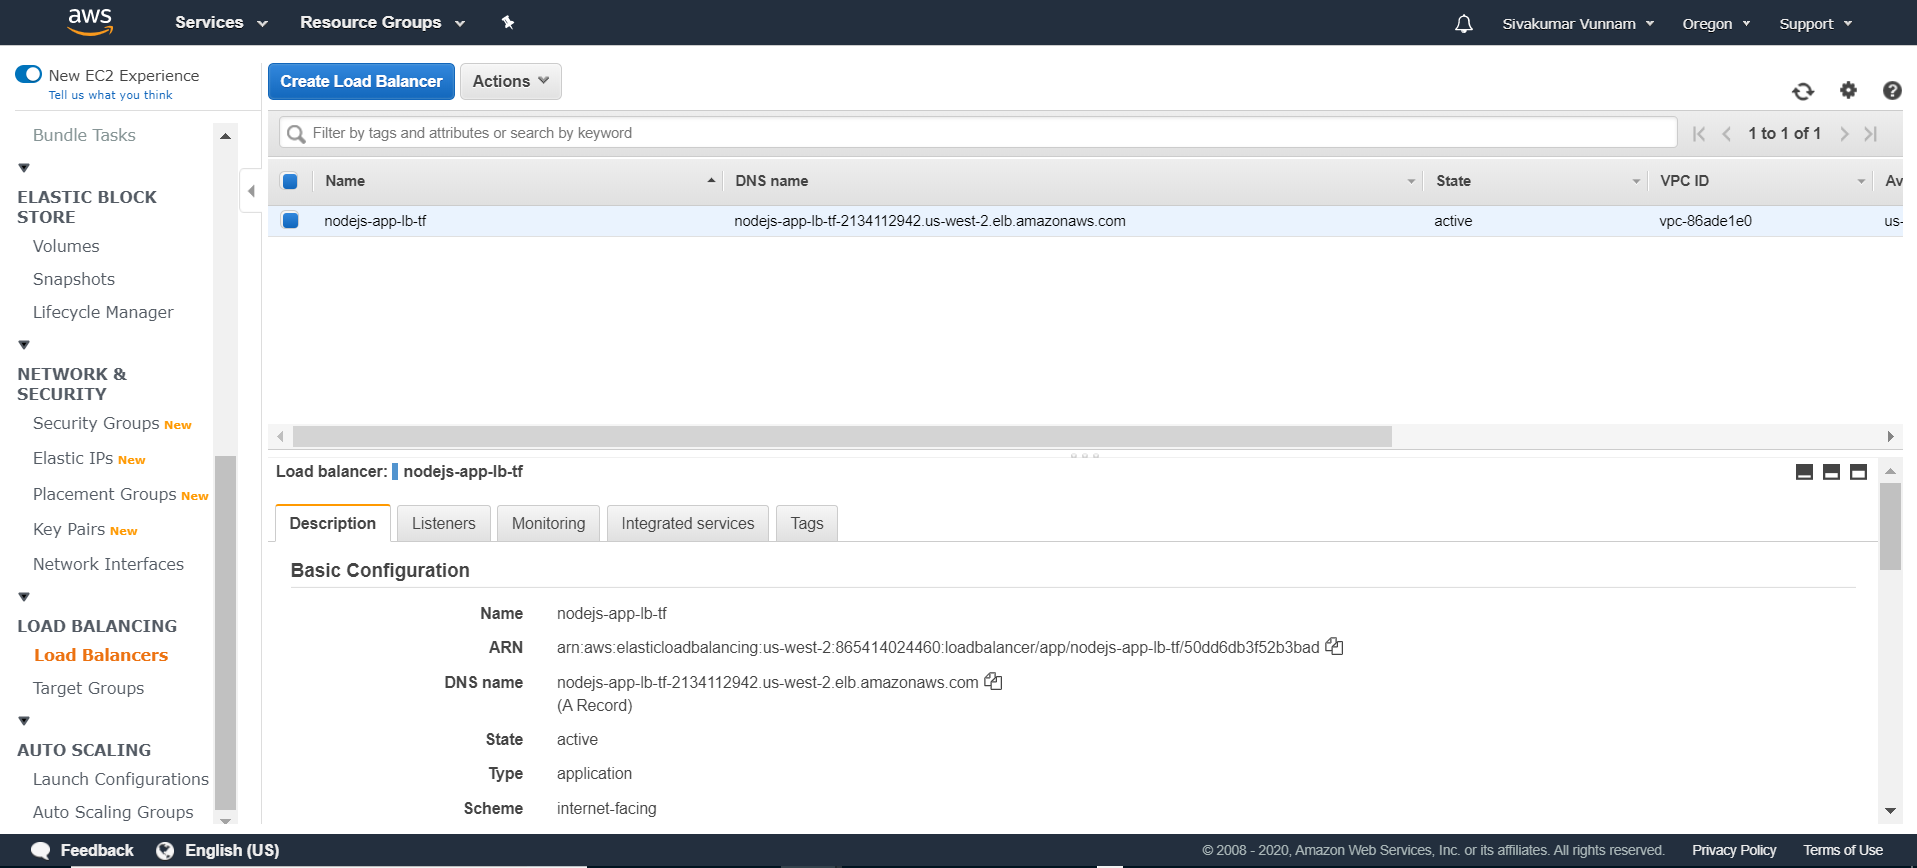 aws Services Resource Groups Sivakumar Vunnam Oregon Support
New EC2 Experience
Tell us what you think
Bundle Tasks
ELASTIC BLOCK
STORE
Volumes
Snapshots
Lifecycle Manager
NETWORK &
SECURITY
Security Groups New
Elastic IPs New
Placement Groups New
Key Pairs New
Network Interfaces
LOAD BALANCING
Load Balancers
Target Groups
AUTO SCALING
Launch Configurations
Auto Scaling Groups
Create Load Balancer Actions
Filter by tags and attributes or search by keyword 1 to 1 of 1
Name DNS name State VPC ID Av
nodejs-app-lb-tf nodejs-app-lb-tf-2134112942.us-west-2.elb.amazonaws.com active vpc-86ade1e0 us-
Load balancer: nodejs-app-lb-tf
Description Listeners Monitoring Integrated services Tags
Basic Configuration
Name nodejs-app-lb-tf
ARN arn:aws:elasticloadbalancing:us-west-2:865414024460:loadbalancer/app/nodejs-app-lb-tf/50dd6db3f52b3bad
DNS name nodejs-app-lb-tf-2134112942.us-west-2.elb.amazonaws.com
(A Record)
State active
Type application
Scheme internet-facing
Feedback English (US) © 2008 - 2020, Amazon Web Services, Inc. or its affiliates. All rights reserved. Privacy Policy Terms of Use